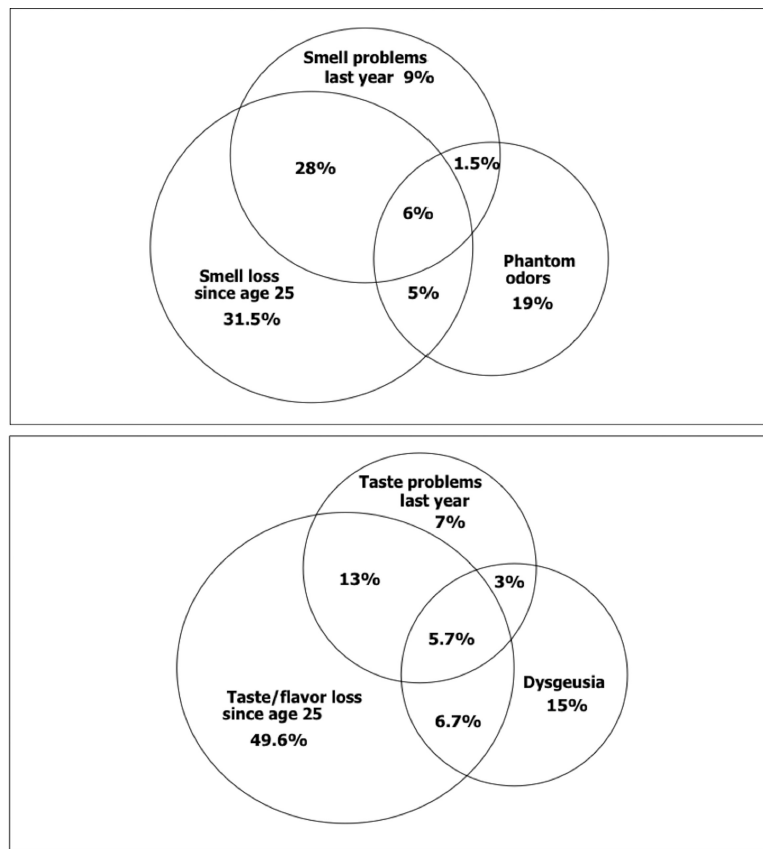 Smell problems
last year 9%
28%
1.5%
6%
Phantom
odors
19%
Smell loss
since age 25
31.5%
5%
Taste problems
last year
7%
13%
3%
5.7%
Dysgeusia
15%
Taste/flavor loss
since age 25
49.6%
6.7%